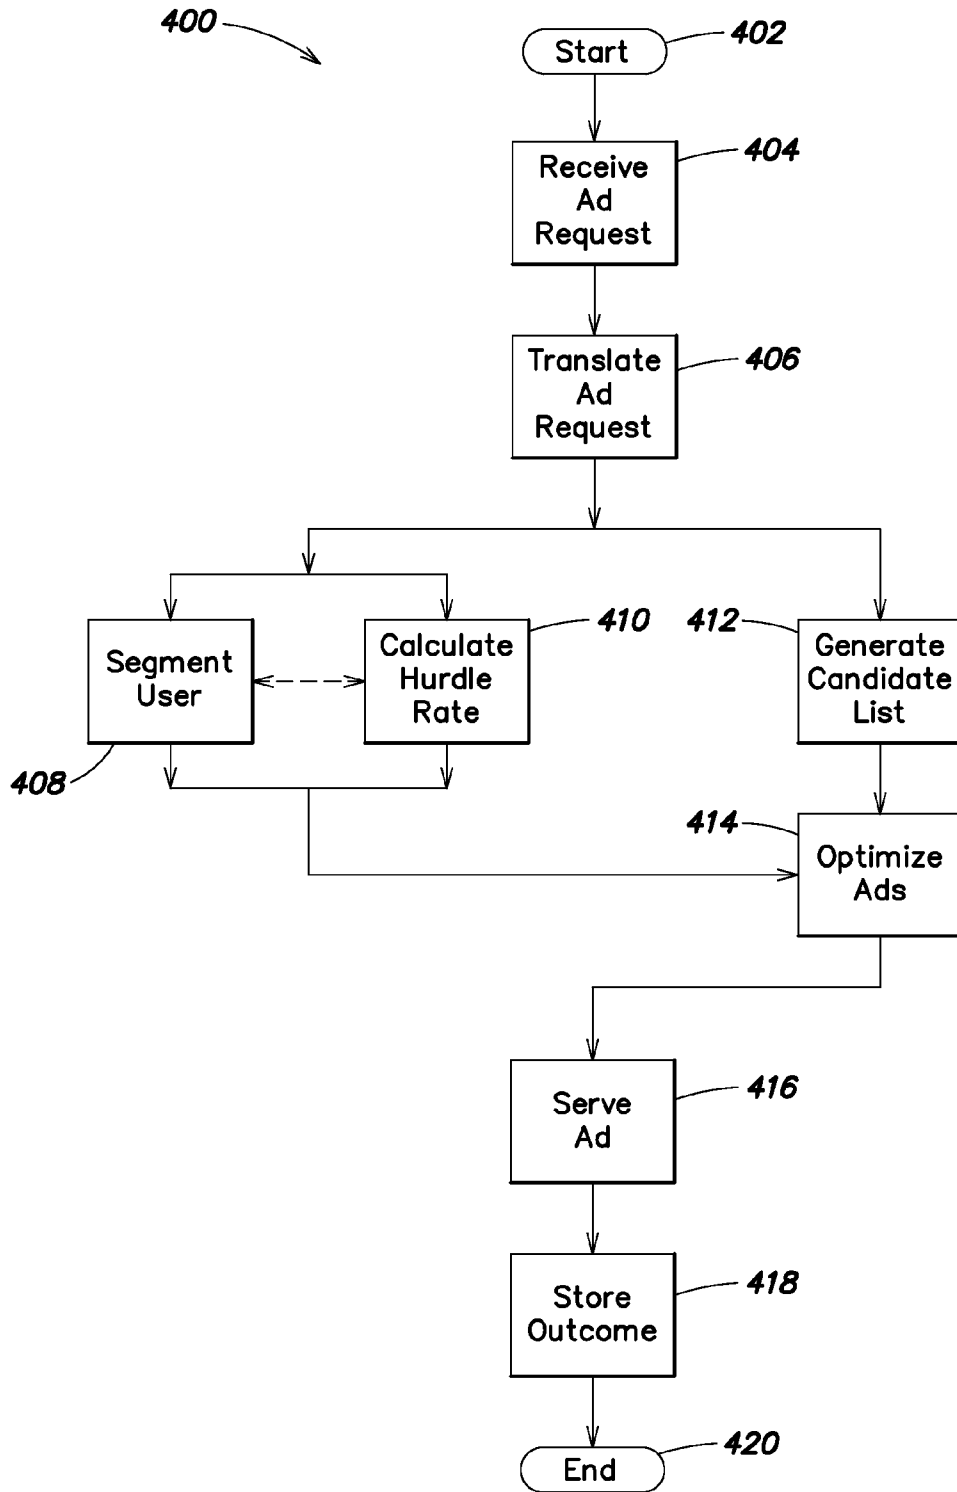 400
Start
402
Receive
Ad
Request
404
Translate
Ad
Request
406
Segment
User
408
Calculate
Hurdle
Rate
410
412
Generate
Candidate
List
414
Optimize
Ads
Serve
Ad
416
Store
Outcome
418
End
420